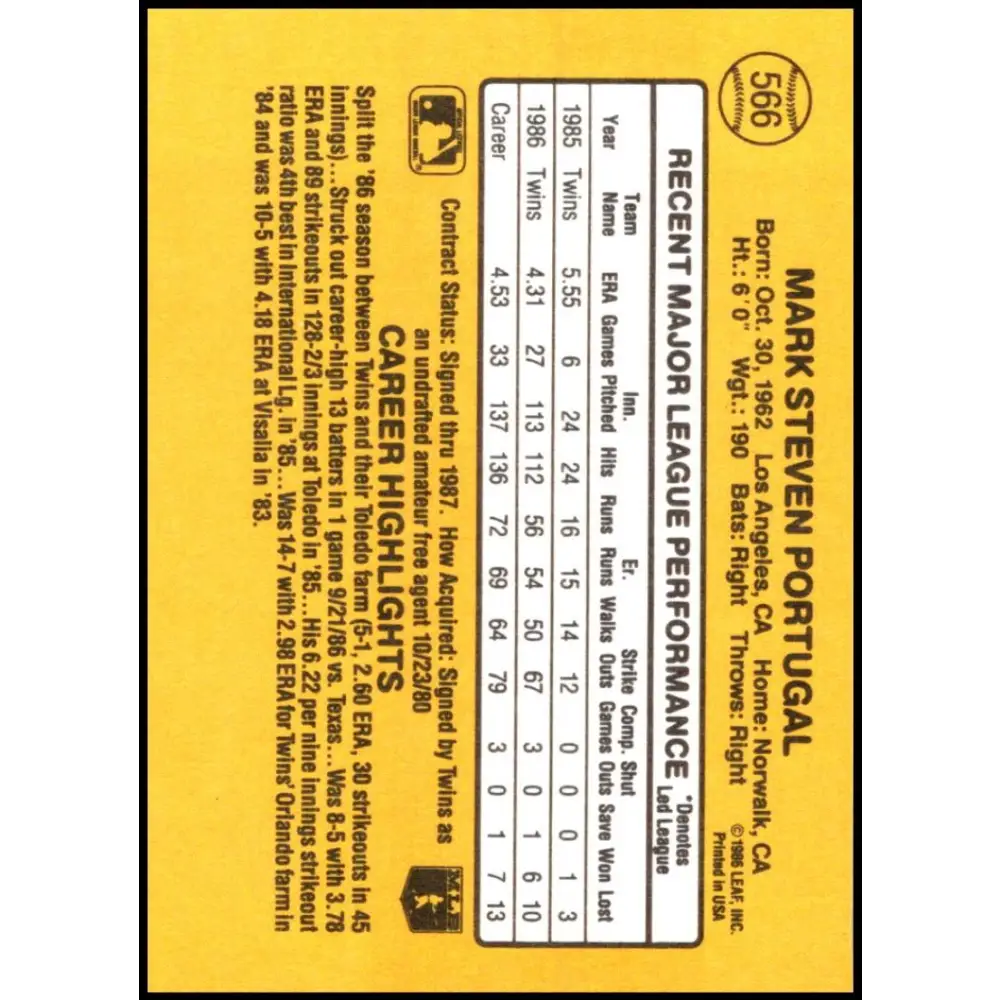 566
MARK STEVEN PORTUGAL
Born: Oct. 30, 1962 Los Angeles, CA Home: Norwalk, CA
Ht.: 6'0" Wgt.: 190 Bats: Right Throws: Right
©1986 LEAF, INC.
Printed in USA
RECENT MAJOR LEAGUE PERFORMANCE *Denotes Led League
Year Team Name ERA Games Inn. Pitched Hits Runs Er. Runs Walks Strike Outs Comp. Games Shut Outs Save Won Lost
1985 Twins 5.55 6 24 24 16 15 14 12 0 0 0 1 3
1986 Twins 4.31 27 113 112 56 54 50 67 3 0 1 6 10
Career 4.53 33 137 136 72 69 64 79 3 0 1 7 13
Contract Status: Signed thru 1987. How Acquired: Signed by Twins as
an undrafted amateur free agent 10/23/80
MLB
CAREER HIGHLIGHTS
Split the '86 season between Twins and their Toledo farm (5-1, 2.60 ERA, 30 strikeouts in 45
innings)...Struck out career-high 13 batters in 1 game 9/21/86 vs. Texas...Was 8-5 with 3.78
ERA and 89 strikeouts in 128-2/3 innings at Toledo in '85...His 6.22 per nine innings strikeout
ratio was 4th best in International Lg. in '85...Was 14-7 with 2.98 ERA for Twins' Orlando farm in
'84 and was 10-5 with 4.18 ERA at Visalia in '83.